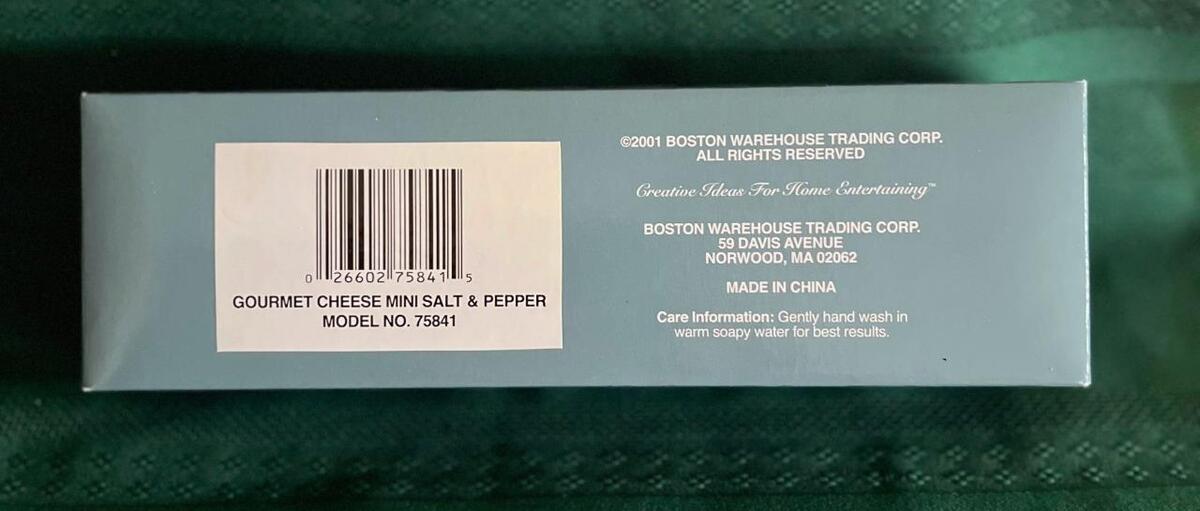 0 26602 75841 5
GOURMET CHEESE MINI SALT & PEPPER
MODEL NO. 75841
©2001 BOSTON WAREHOUSE TRADING CORP.
ALL RIGHTS RESERVED
Creative Ideas For Home Entertaining™
BOSTON WAREHOUSE TRADING CORP.
59 DAVIS AVENUE
NORWOOD, MA 02062
MADE IN CHINA
Care Information: Gently hand wash in
warm soapy water for best results.